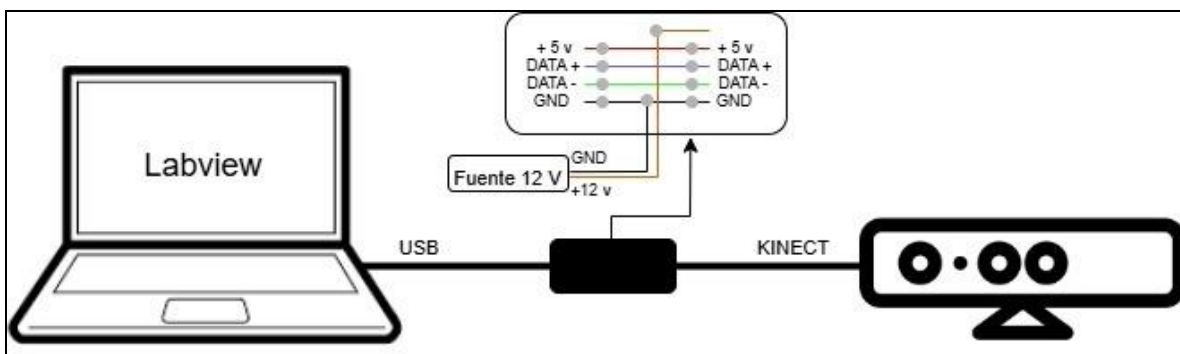 + 5 v + 5 v
DATA + DATA +
DATA - DATA -
GND GND
Labview
GND
Fuente 12 V
+12 v
USB
KINECT